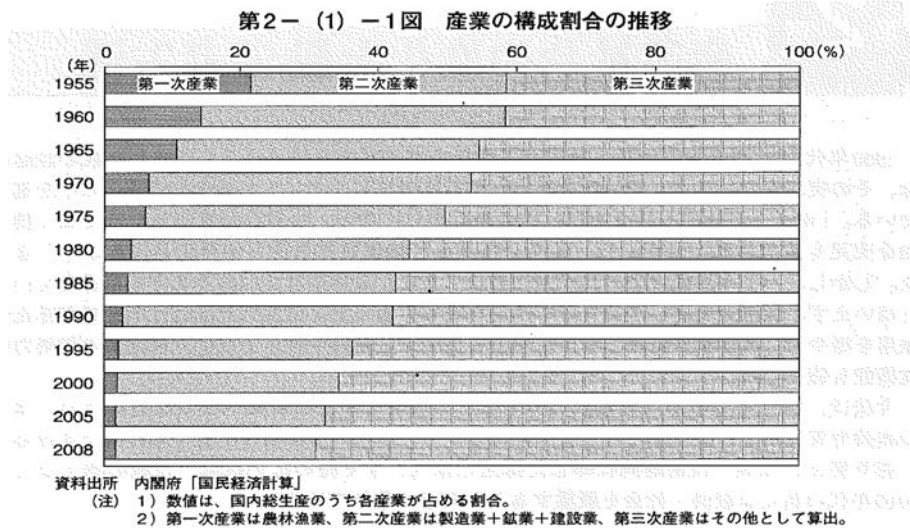 第2-(1)-1図 産業の構成割合の推移
0 20 40 60 80 100(%)
(年)
1955 第一次産業 第二次産業 第三次産業
1960
1965
1970
1975
1980
1985
1990
1995
2000
2005
2008
資料出所 内閣府「国民経済計算」
(注) 1)数値は、国内総生産のうち各産業が占める割合。
2)第一次産業は農林漁業、第二次産業は製造業+鉱業+建設業、第三次産業はその他として算出。